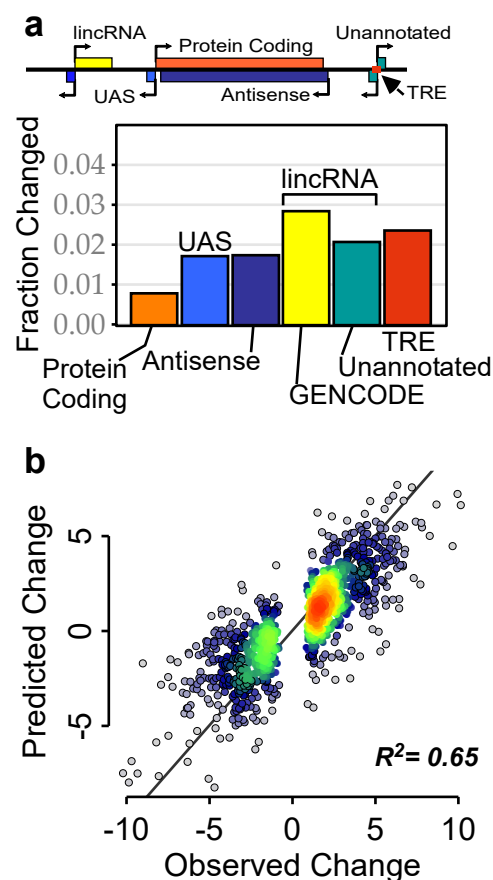 a
lincRNA
Protein Coding
Unannotated
UAS
Antisense
TRE
Fraction Changed
0.04
0.03
0.02
0.01
0.00
lincRNA
UAS
Protein
Coding
Antisense
GENCODE
TRE
Unannotated
b
Predicted Change
5
0
-5
R²= 0.65
-10
-5
0
5
10
Observed Change